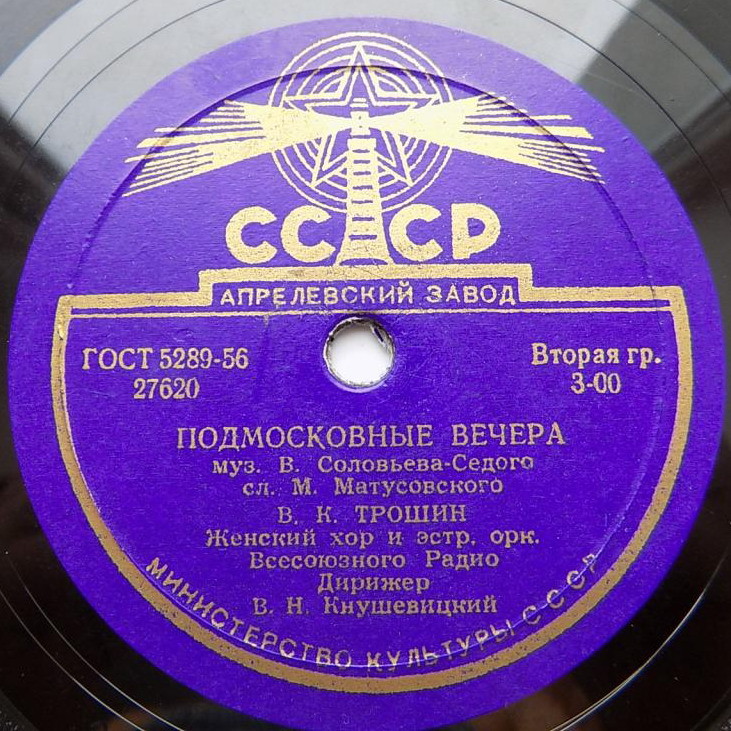 СССР
АПРЕЛЕВСКИЙ ЗАВОД
ГОСТ 5289-56
27620
Вторая гр.
3-00
ПОДМОСКОВНЫЕ ВЕЧЕРА
муз. В. Соловьева-Седого
сл. М. Матусовского
В. К. ТРОШИН
Женский хор и эстр. орк.
Всесоюзного Радио
Дирижер
В. Н. Кнушевицкий
МИНИСТЕРСТВО КУЛЬТУРЫ СССР